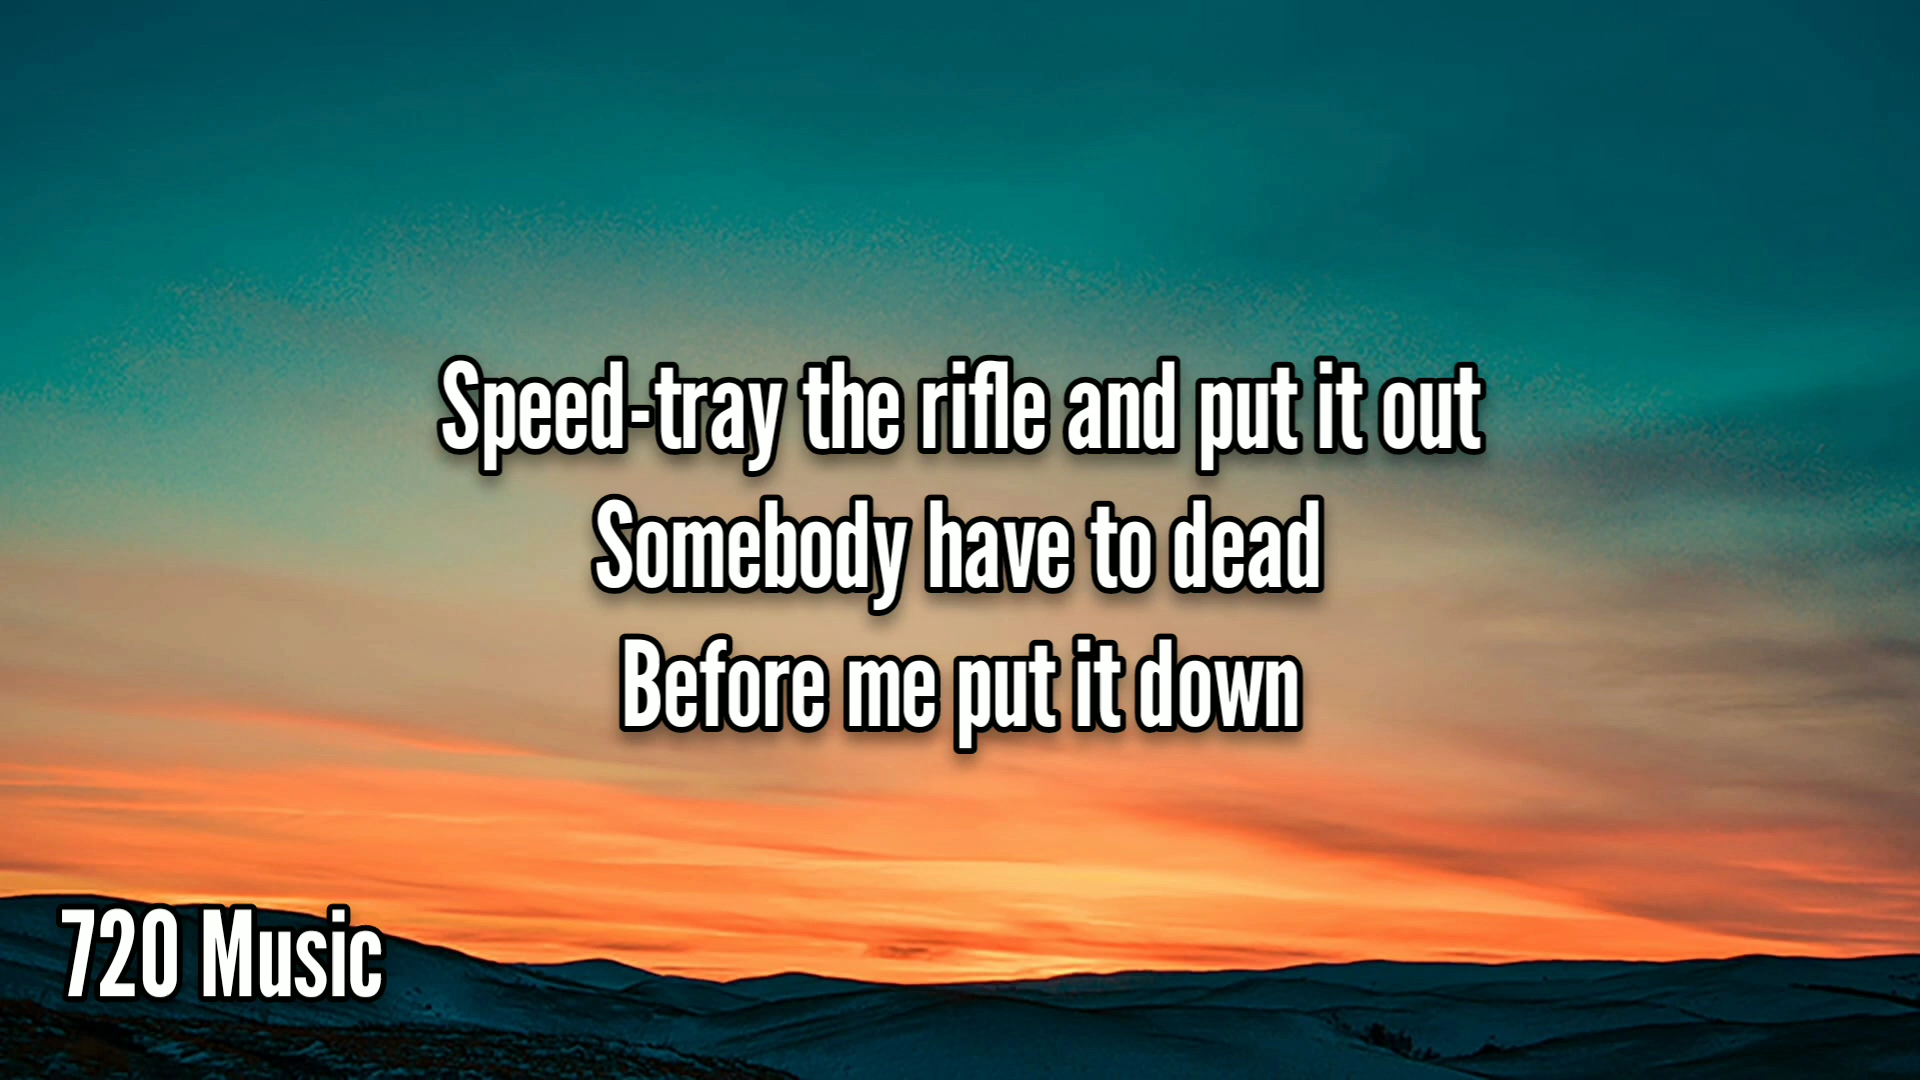 Speed-tray the rifle and put it out
Somebody have to dead
Before me put it down
720 Music